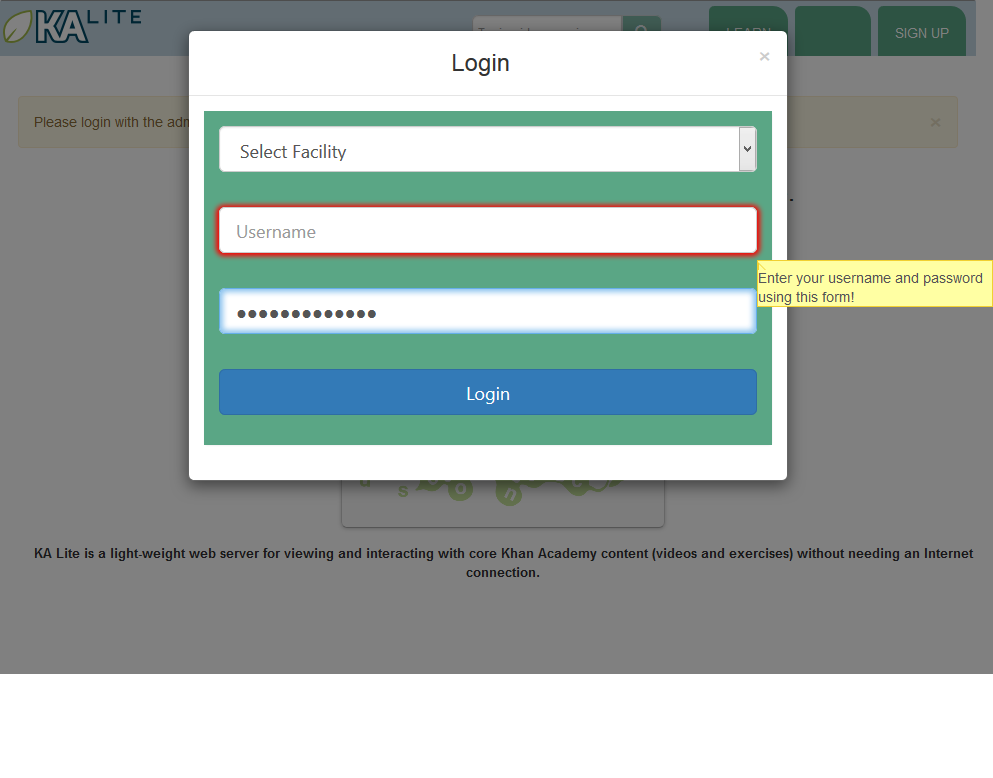 KA LITE
LEARN
SIGN UP
Login
×
Please login with the adm
×
Select Facility
Username
Enter your username and password
using this form!
•••••••••••••
Login
s o n
KA Lite is a light-weight web server for viewing and interacting with core Khan Academy content (videos and exercises) without needing an Internet
connection.